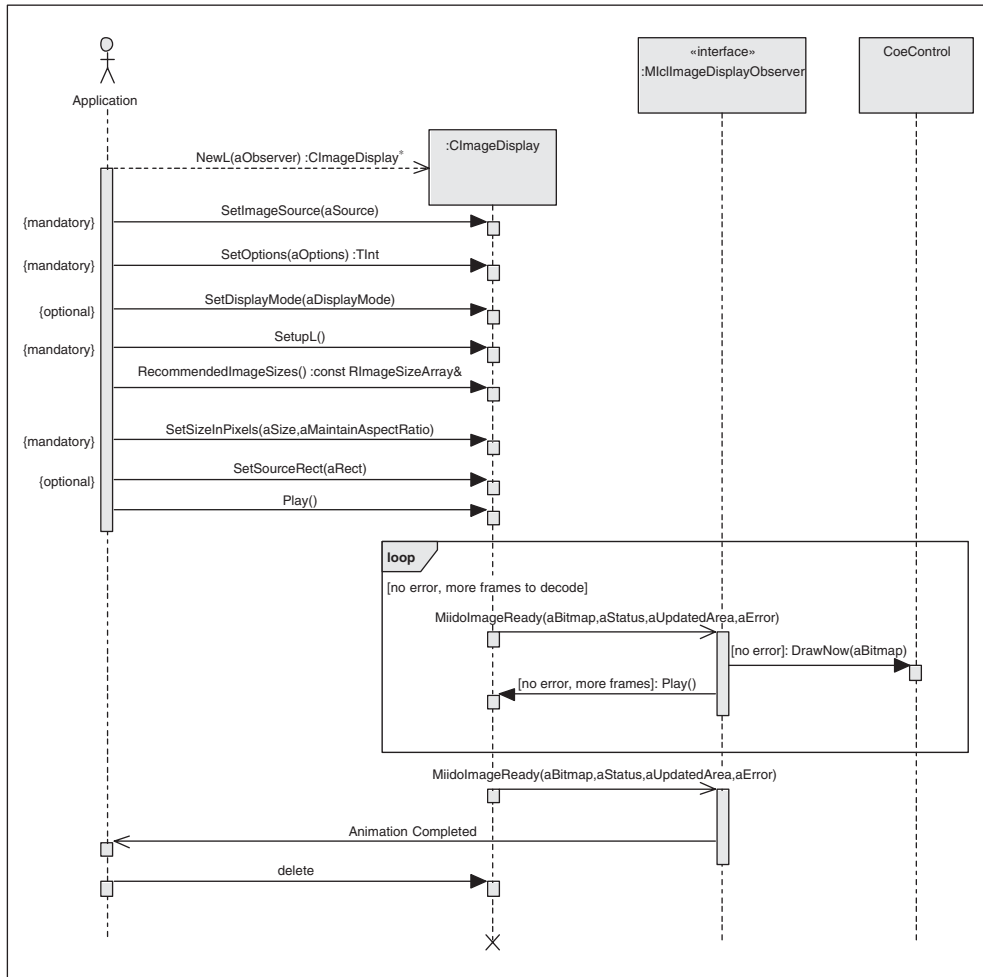 «interface»
:MIclImageDisplayObserver
CoeControl
Application
:CImageDisplay
NewL(aObserver) :CImageDisplay*
{mandatory}
SetImageSource(aSource)
{mandatory}
SetOptions(aOptions) :TInt
{optional}
SetDisplayMode(aDisplayMode)
{mandatory}
SetupL()
RecommendedImageSizes() :const RImageSizeArray&
{mandatory}
SetSizeInPixels(aSize,aMaintainAspectRatio)
{optional}
SetSourceRect(aRect)
Play()
loop
[no error, more frames to decode]
MiidoImageReady(aBitmap,aStatus,aUpdatedArea,aError)
[no error]: DrawNow(aBitmap)
[no error, more frames]: Play()
MiidoImageReady(aBitmap,aStatus,aUpdatedArea,aError)
Animation Completed
delete